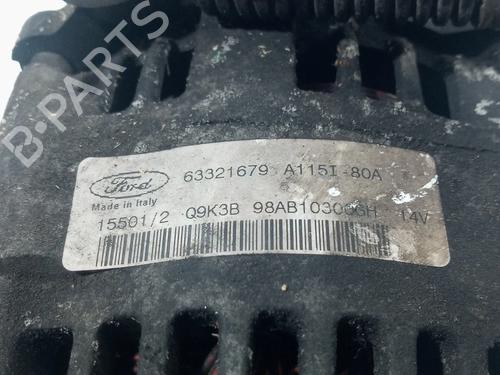 B-PARTS
Ford
63321679 A115I-80A
Made in Italy
15501/2 Q9K3B 98AB10300GH 14V